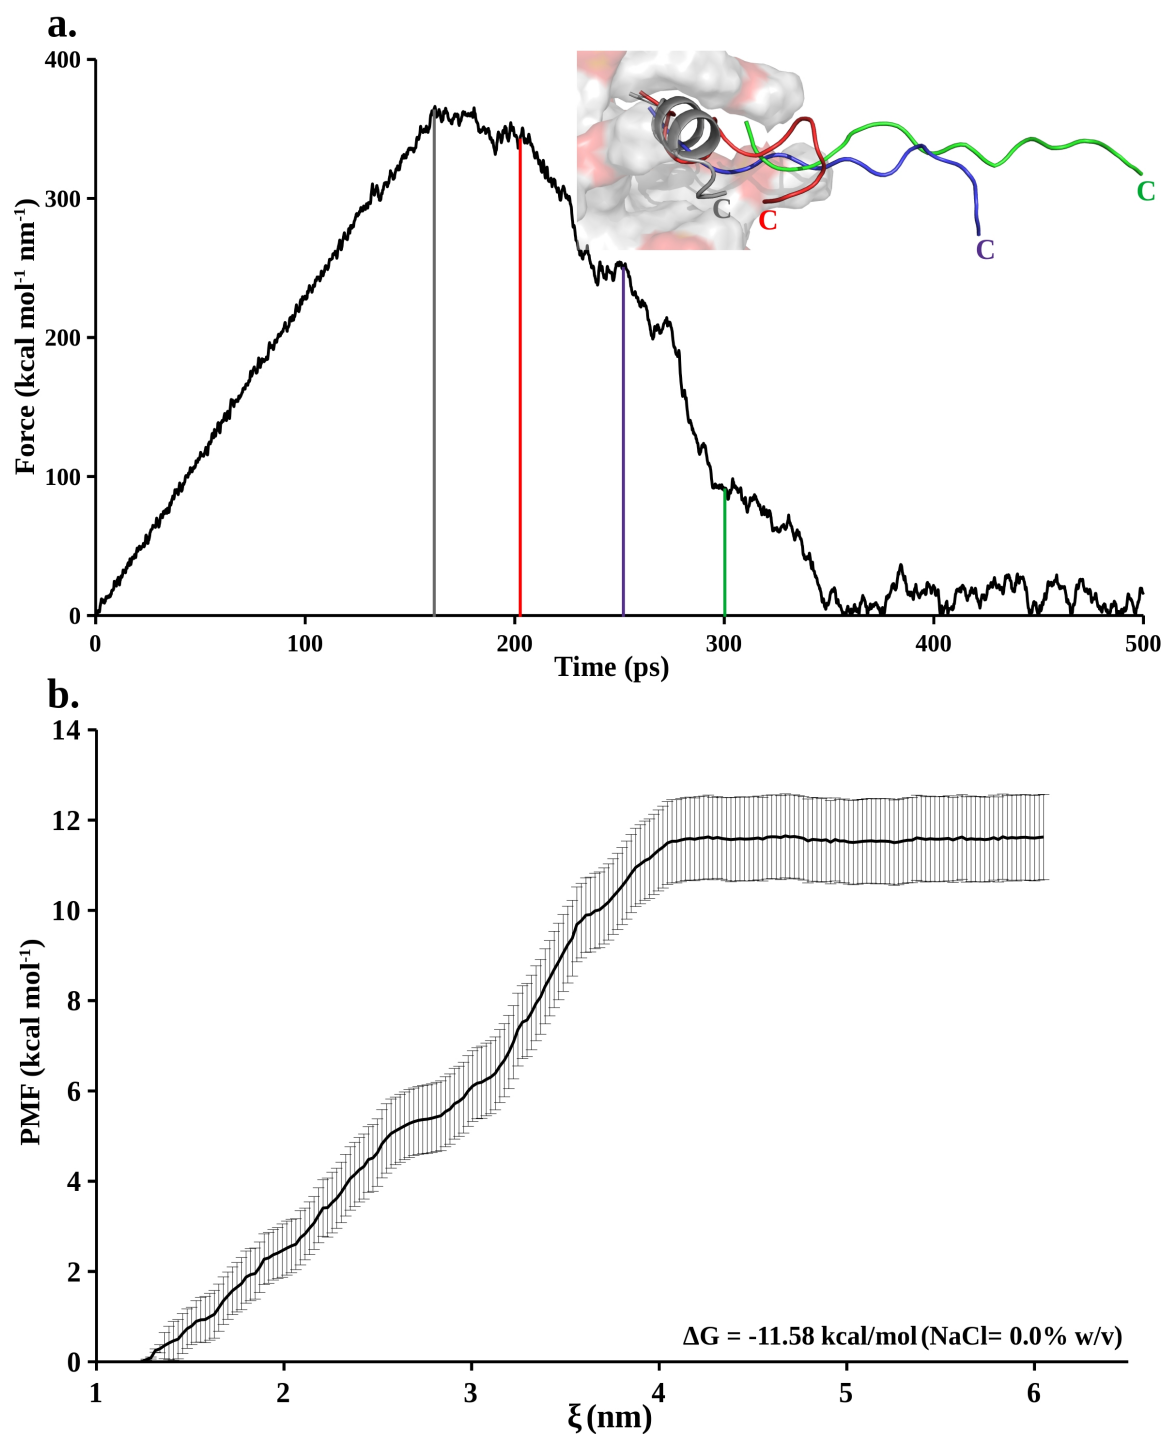 a.
400
300
200
100
0
Force (kcal mol⁻¹ nm⁻¹)
C
C
C
C
0 100 200 300 400 500
Time (ps)
b.
14
12
10
8
6
4
2
0
PMF (kcal mol⁻¹)
ΔG = -11.58 kcal/mol (NaCl= 0.0% w/v)
1 2 3 4 5 6
ξ (nm)